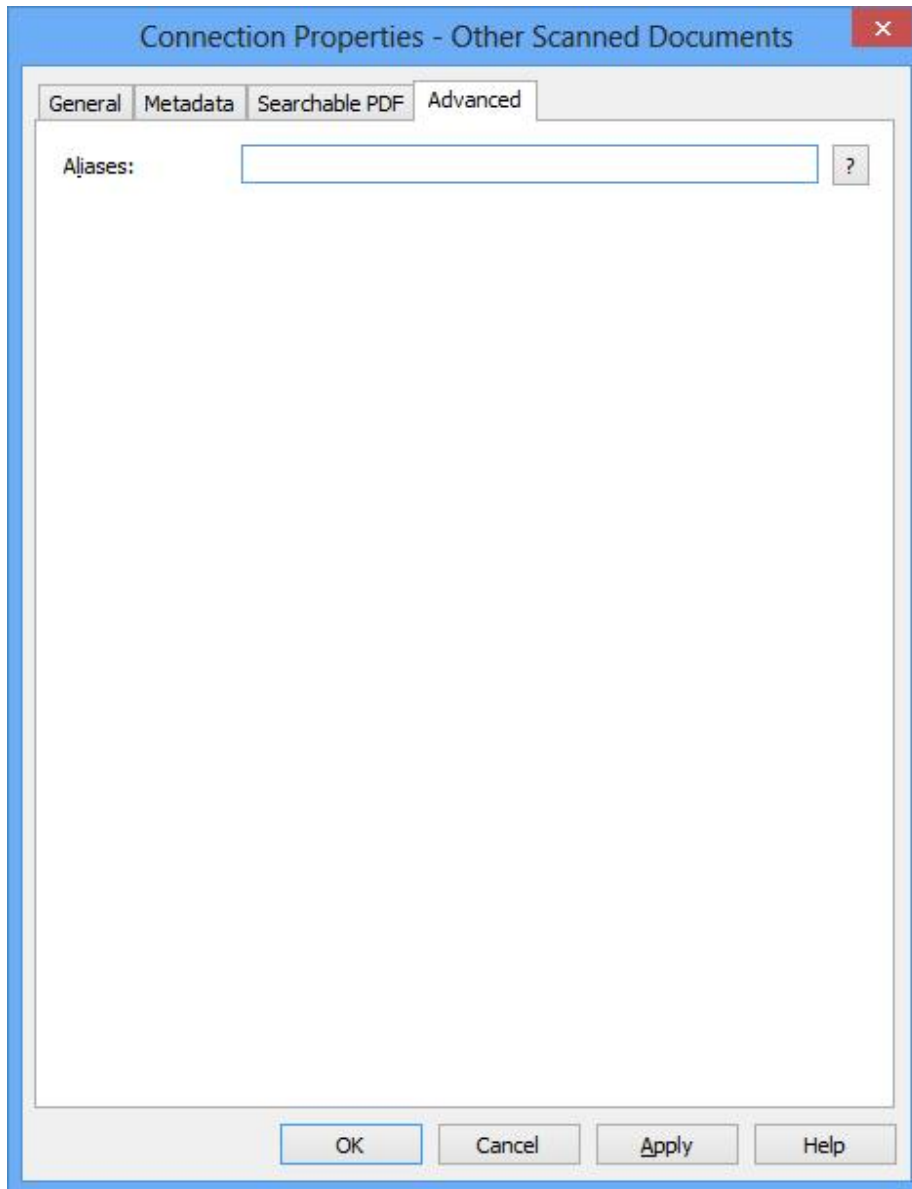 Connection Properties - Other Scanned Documents
General Metadata Searchable PDF Advanced
Aliases: ?
OK Cancel Apply Help